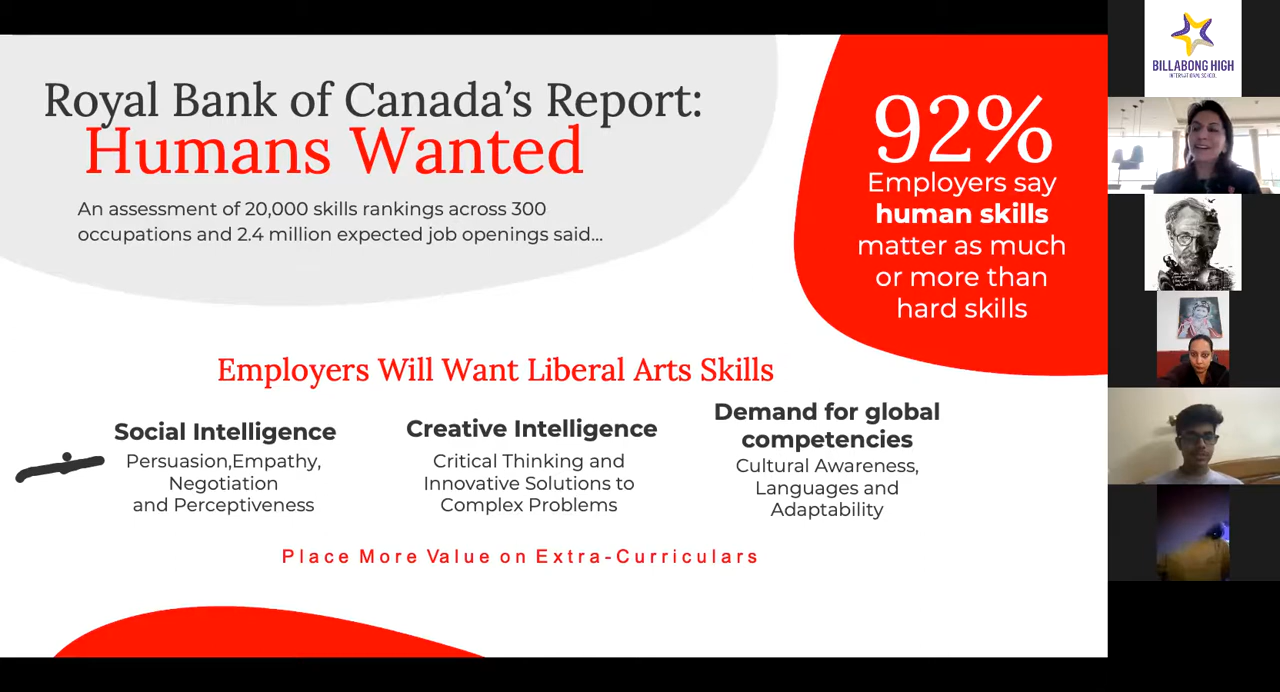 Royal Bank of Canada’s Report:
Humans Wanted
An assessment of 20,000 skills rankings across 300
occupations and 2.4 million expected job openings said...
92%
Employers say
human skills
matter as much
or more than
hard skills
Employers Will Want Liberal Arts Skills
Social Intelligence
Persuasion,Empathy,
Negotiation
and Perceptiveness
Creative Intelligence
Critical Thinking and
Innovative Solutions to
Complex Problems
Demand for global
competencies
Cultural Awareness,
Languages and
Adaptability
Place More Value on Extra-Curriculars
BILLABONG HIGH
INTERNATIONAL SCHOOL